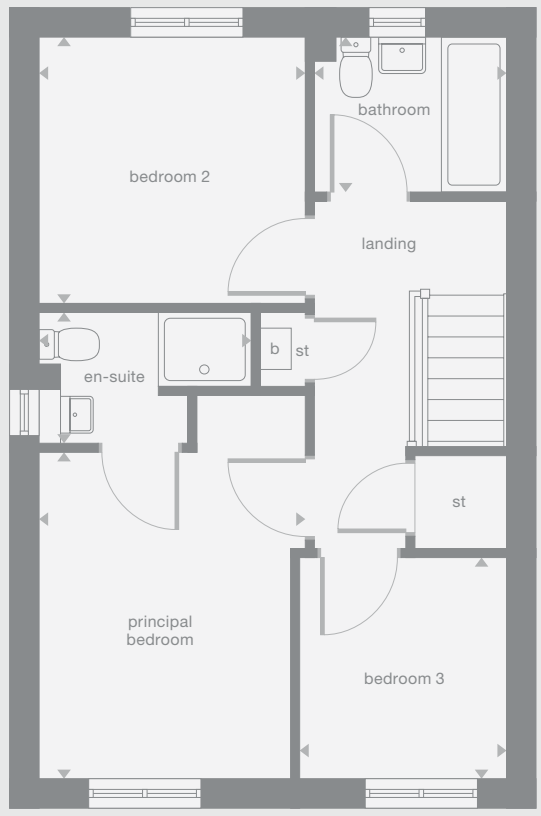 bathroom
bedroom 2
landing
b
st
en-suite
st
principal
bedroom
bedroom 3